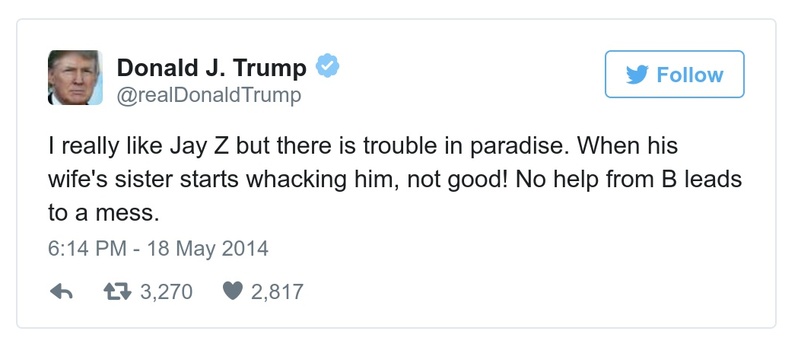 Donald J. Trump
@realDonaldTrump
Follow
I really like Jay Z but there is trouble in paradise. When his
wife's sister starts whacking him, not good! No help from B leads
to a mess.
6:14 PM - 18 May 2014
3,270 2,817